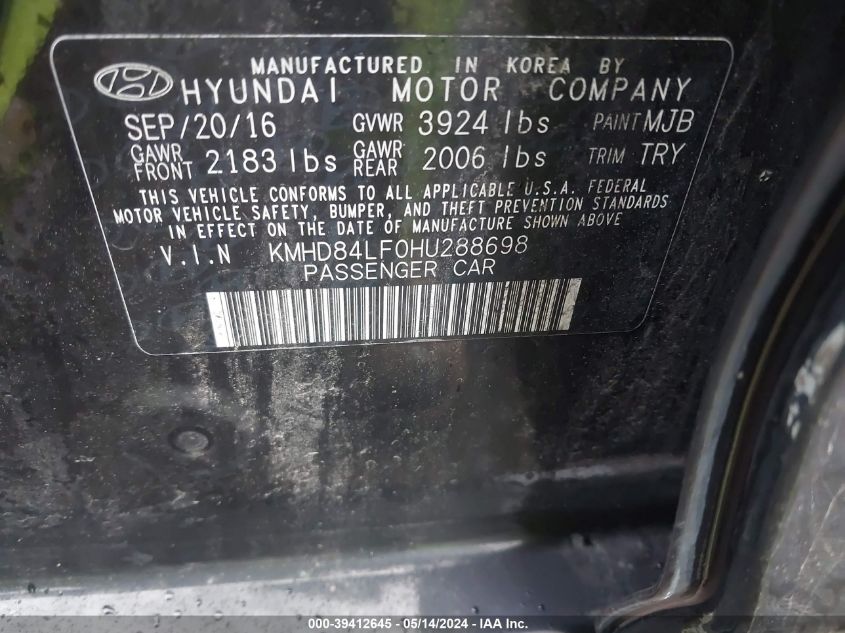 MANUFACTURED IN KOREA BY
HYUNDAI MOTOR COMPANY
SEP/20/16 GVWR 3924 lbs PAINT MJB
GAWR FRONT 2183 lbs GAWR REAR 2006 lbs TRIM TRY
THIS VEHICLE CONFORMS TO ALL APPLICABLE U.S.A. FEDERAL
MOTOR VEHICLE SAFETY, BUMPER, AND THEFT PREVENTION STANDARDS
IN EFFECT ON THE DATE OF MANUFACTURE SHOWN ABOVE
V.I.N KMHD84LF0HU288698
PASSENGER CAR
000-39412645 - 05/14/2024 - IAA Inc.